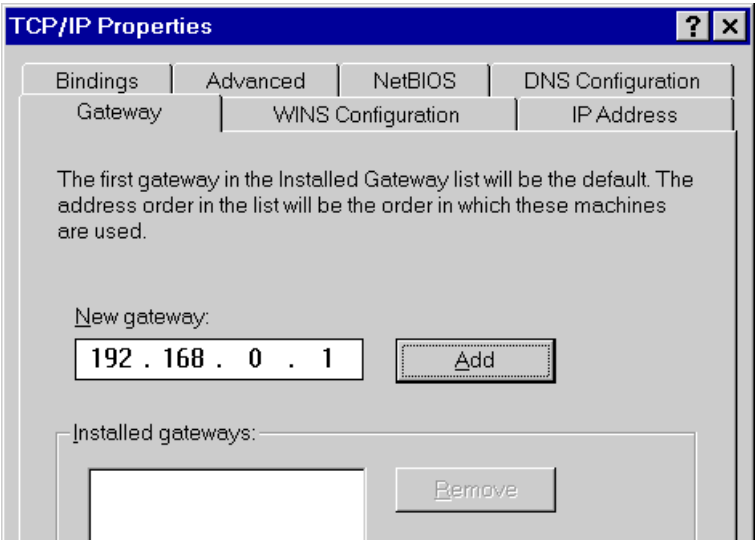 TCP/IP Properties
Bindings Advanced NetBIOS DNS Configuration
Gateway WINS Configuration IP Address
The first gateway in the Installed Gateway list will be the default. The
address order in the list will be the order in which these machines
are used.
New gateway:
192 . 168 . 0 . 1 Add
Installed gateways:
Remove